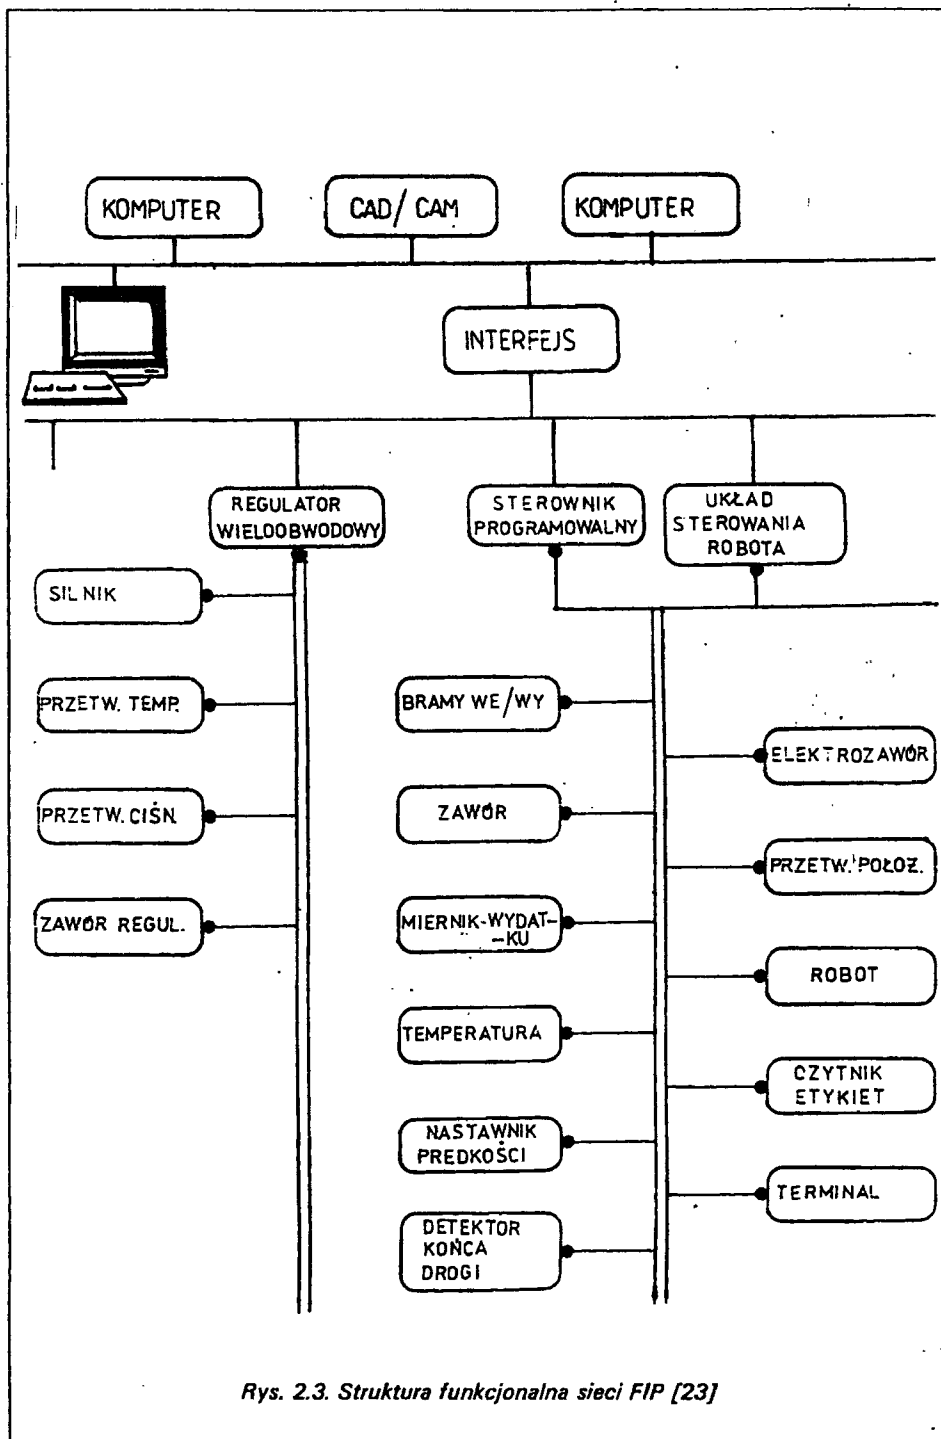 KOMPUTER
CAD/CAM
KOMPUTER
INTERFEJS
REGULATOR
WIELOOBWODOWY
STEROWNIK
PROGRAMOWALNY
UKŁAD
STEROWANIA
ROBOTA
SILNIK
PRZETW. TEMP.
PRZETW. CIŚN.
ZAWÓR REGUL.
BRAMY WE/WY
ZAWÓR
MIERNIK-WYDAT-
-KU
TEMPERATURA
NASTAWNIK
PRĘDKOŚCI
DETEKTOR
KOŃCA
DROGI
ELEKTROZAWÓR
PRZETW. POŁOŻ.
ROBOT
CZYTNIK
ETYKIET
TERMINAL
Rys. 2.3. Struktura funkcjonalna sieci FIP [23]